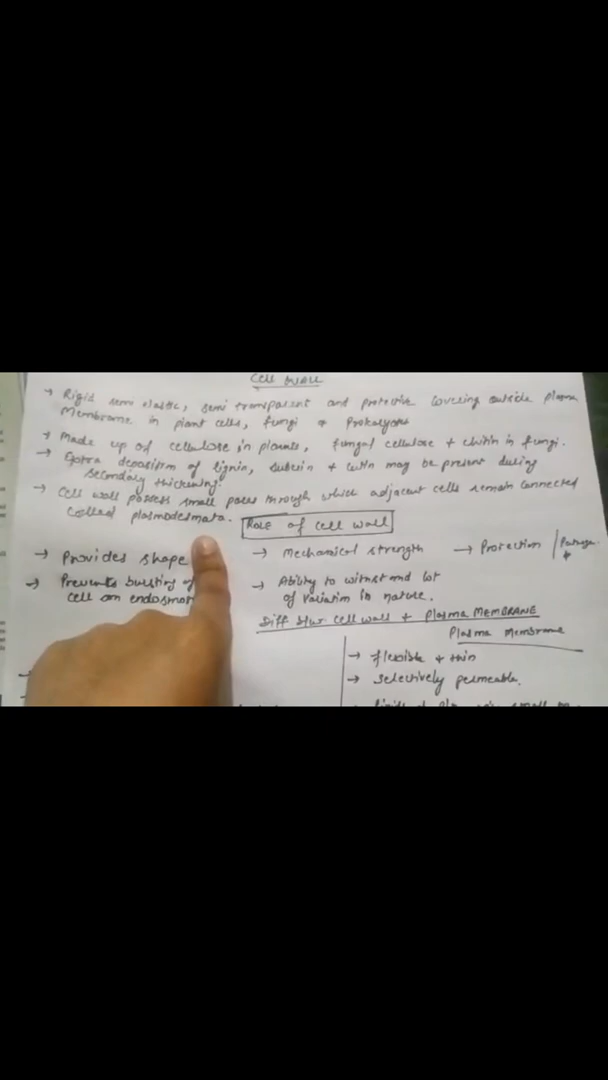 Cell WALL
→ Rigid semi elastic, semi transparent and protective covering outside plasma
Membrane in plant cells, fungi & Prokaryote
→ Made up of cellulose in plants, fungal cellulose + chitin in fungi.
→ Extra deposition of lignin, suberin + cutin may be present during
secondary thickening.
→ Cell wall possess small pores through which adjacent cells remain connected
called plasmodesmata.
Role of cell wall
→ Provides shape
→ Mechanical strength
→ Protection
→ Prevents bursting of
cell on endosmo
→ Ability to withstand lot
of variation in nature.
Diff btw cell wall + Plasma MEMBRANE
Plasma Membrane
→ flexible + thin
→ selectively permeable.